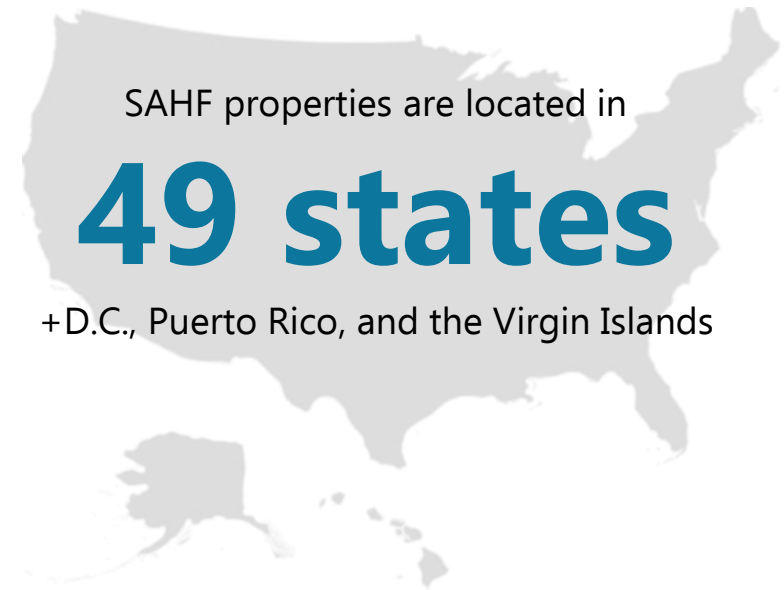 SAHF properties are located in
49 states
+D.C., Puerto Rico, and the Virgin Islands